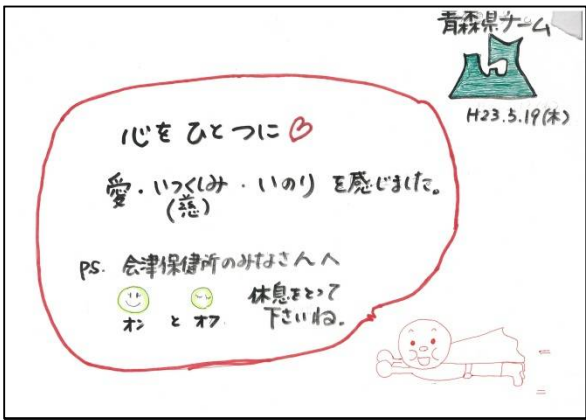 青森県チーム
H23.5.19(木)
心をひとつに
愛・いつくしみ・いのり を感じました。
(慈)
PS. 会津保健所のみなさんへ
休息をとって
オン と オフ 下さいね。